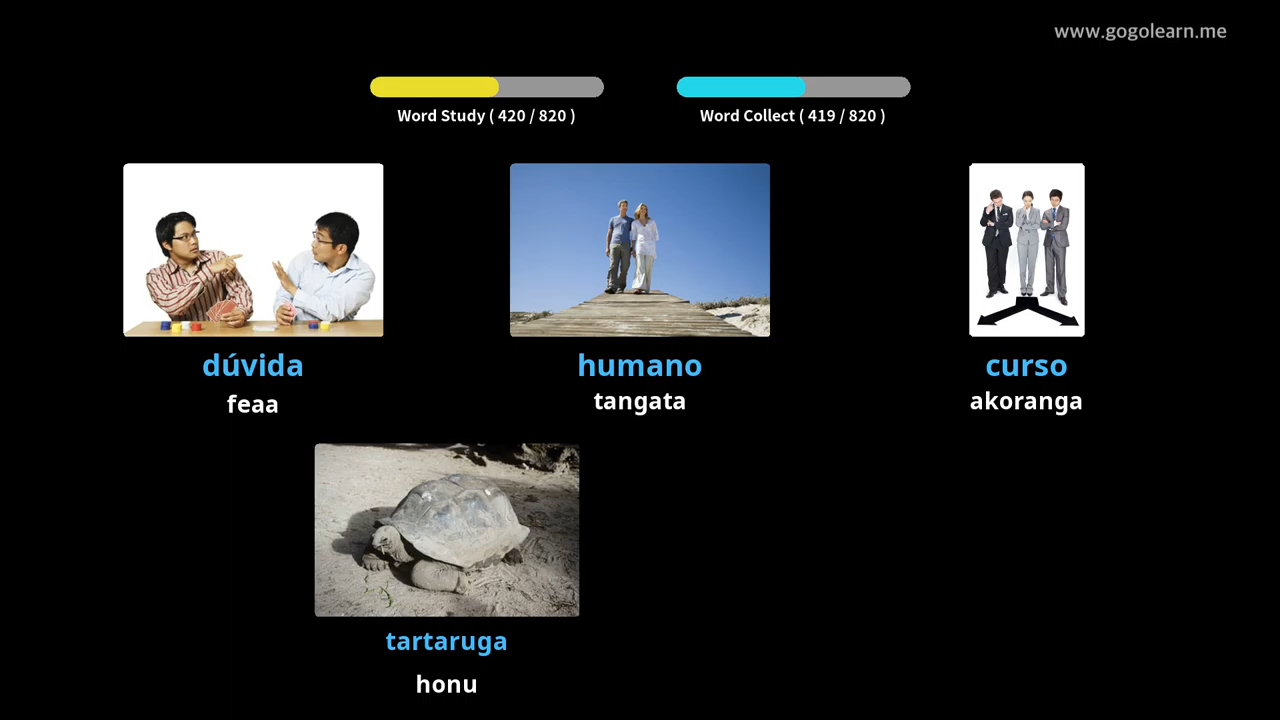 www.gogolearn.me
Word Study ( 420 / 820 )
Word Collect ( 419 / 820 )
dúvida
feaa
humano
tangata
curso
akoranga
tartaruga
honu